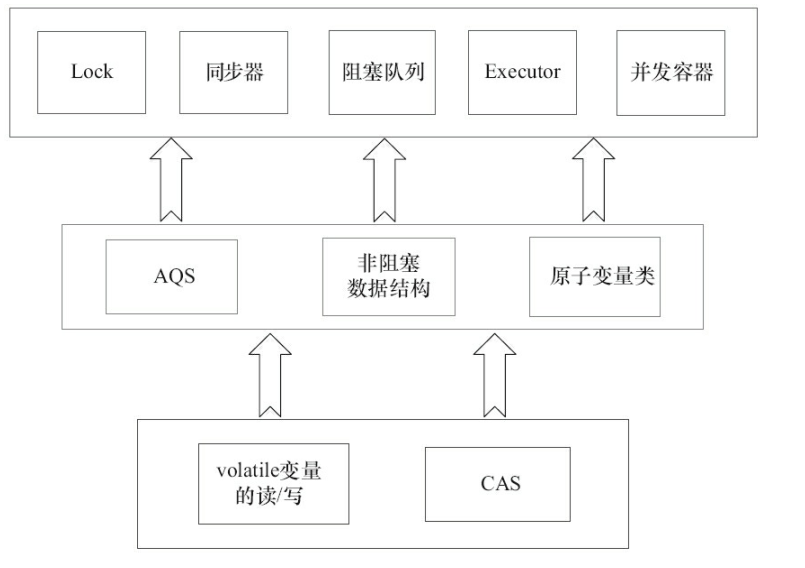 Lock
同步器
阻塞队列
Executor
并发容器
AQS
非阻塞
数据结构
原子变量类
volatile变量
的读/写
CAS